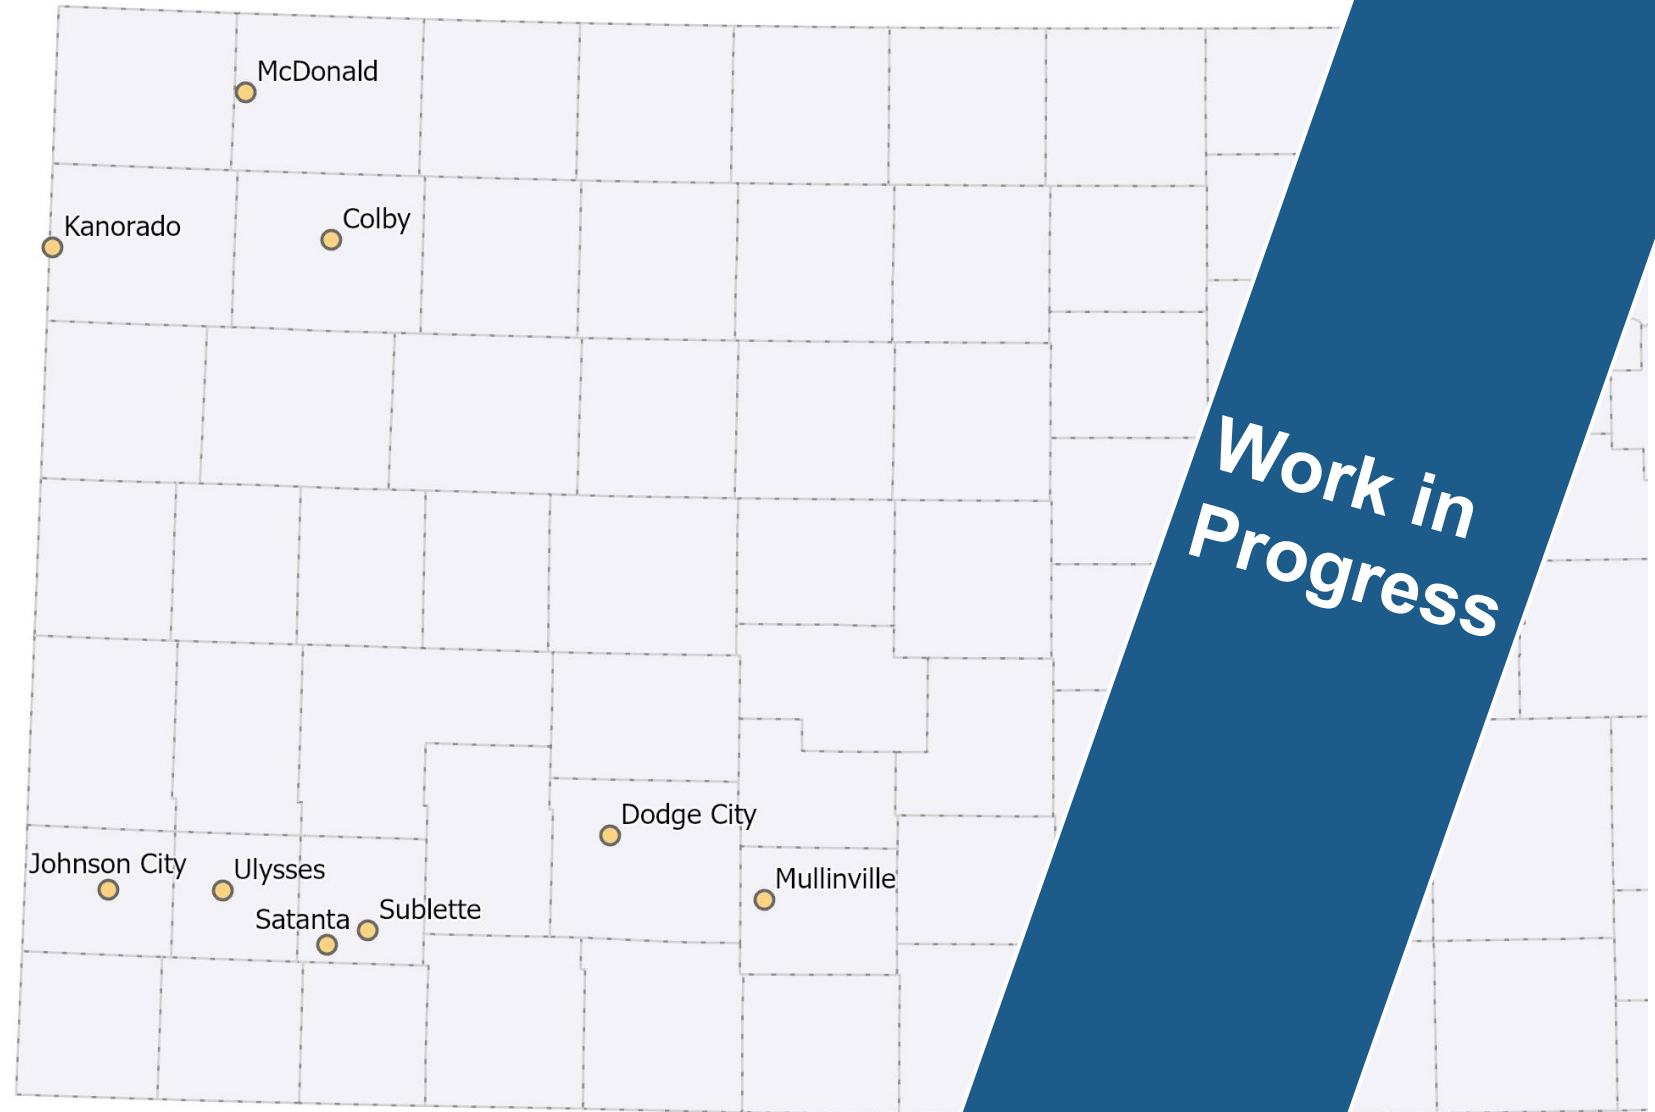 McDonald
Kanorado
Colby
Work in
Progress
Dodge City
Johnson City
Ulysses
Mullinville
Satanta
Sublette